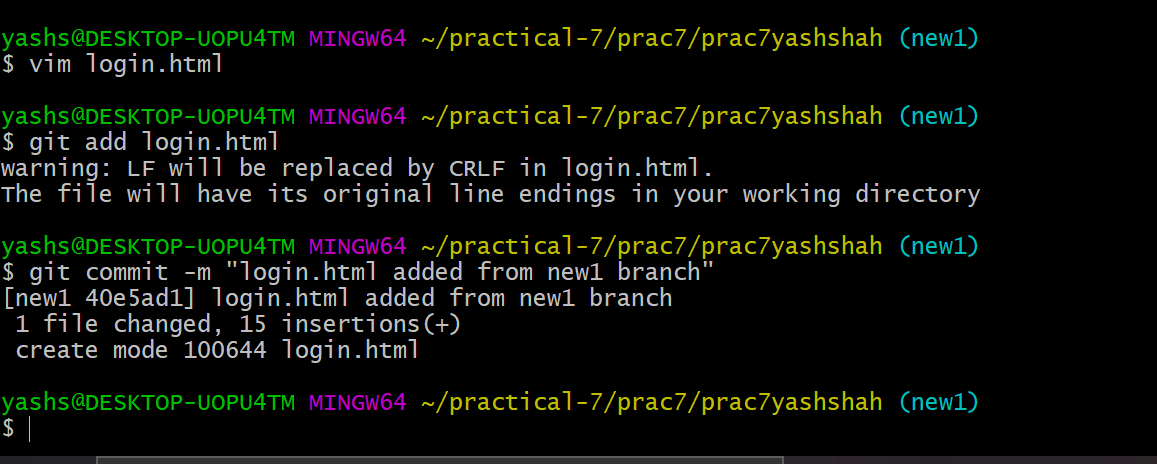 yashs@DESKTOP-UOPU4TM MINGW64 ~/practical-7/prac7/prac7yashshah (new1)
$ vim login.html
yashs@DESKTOP-UOPU4TM MINGW64 ~/practical-7/prac7/prac7yashshah (new1)
$ git add login.html
warning: LF will be replaced by CRLF in login.html.
The file will have its original line endings in your working directory
yashs@DESKTOP-UOPU4TM MINGW64 ~/practical-7/prac7/prac7yashshah (new1)
$ git commit -m "login.html added from new1 branch"
[new1 40e5ad1] login.html added from new1 branch
 1 file changed, 15 insertions(+)
 create mode 100644 login.html
yashs@DESKTOP-UOPU4TM MINGW64 ~/practical-7/prac7/prac7yashshah (new1)
$